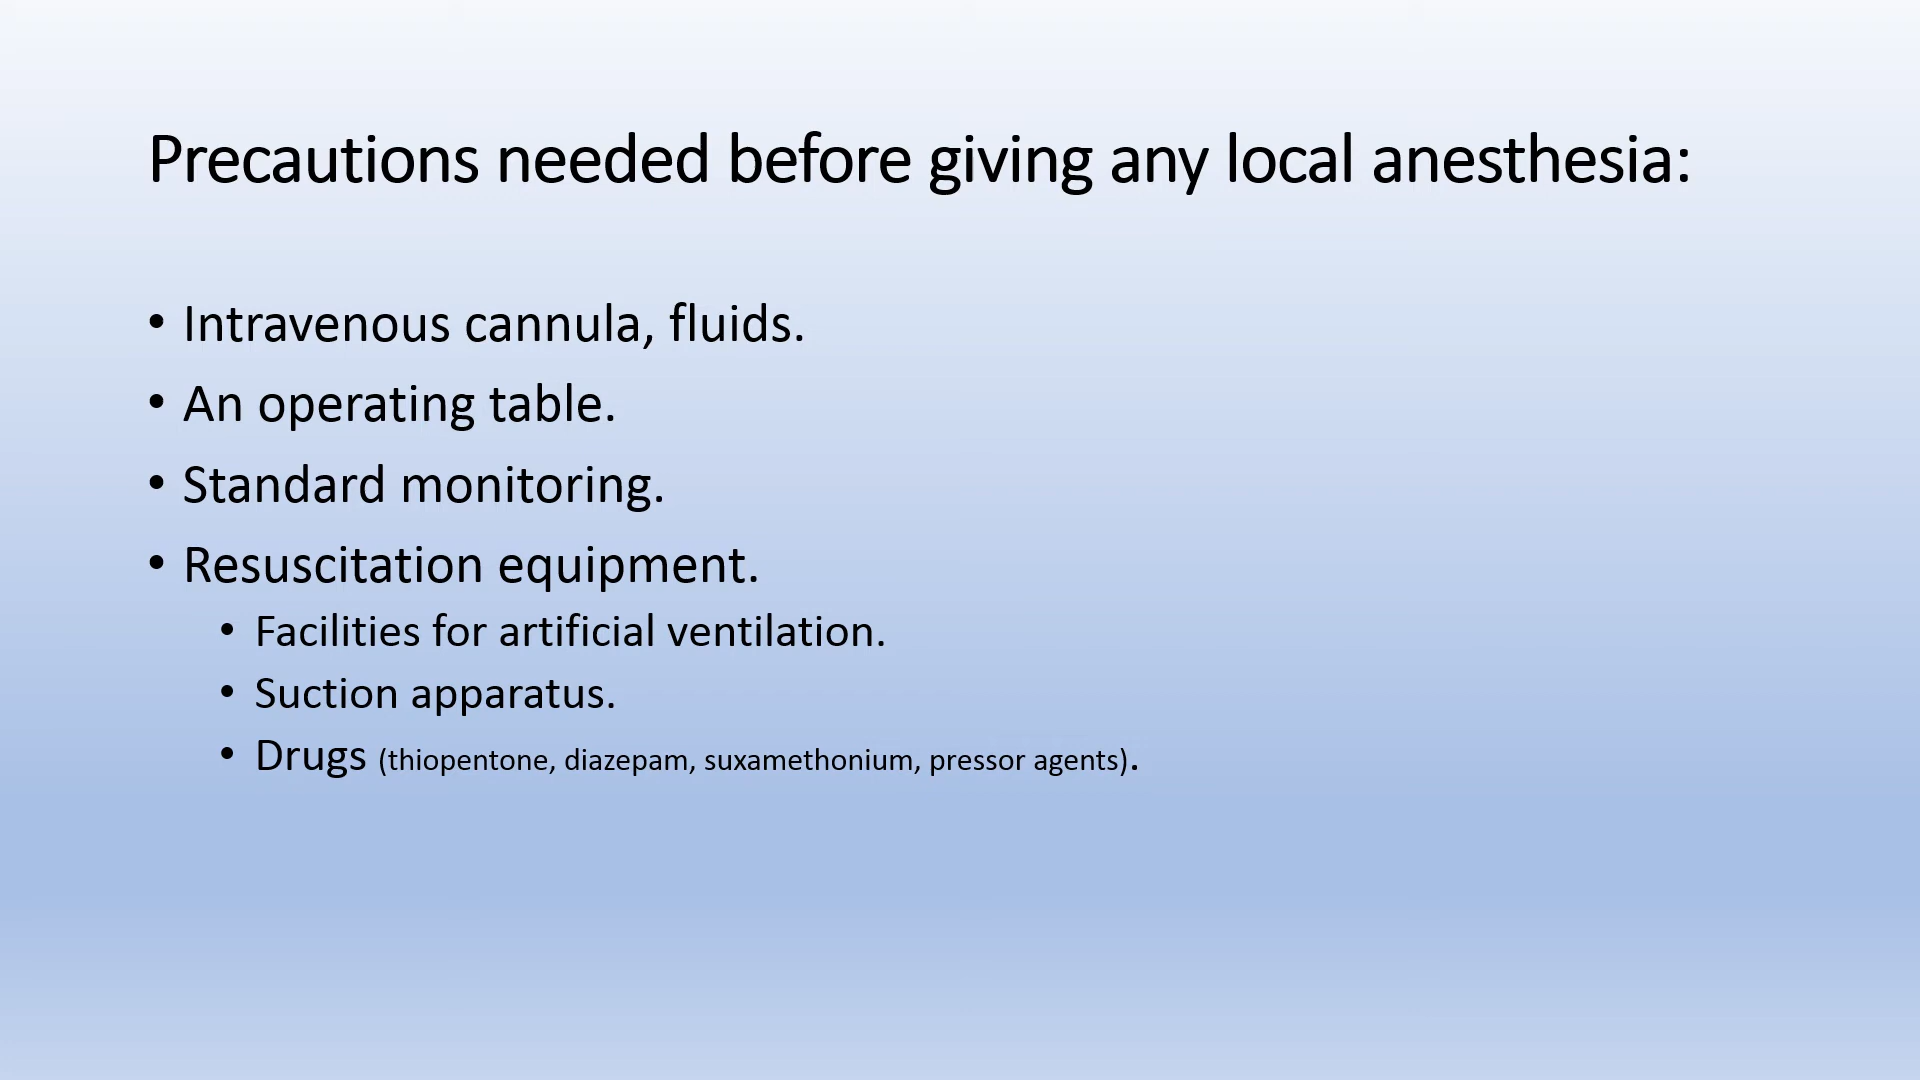 Precautions needed before giving any local anesthesia:
• Intravenous cannula, fluids.
• An operating table.
• Standard monitoring.
• Resuscitation equipment.
• Facilities for artificial ventilation.
• Suction apparatus.
• Drugs (thiopentone, diazepam, suxamethonium, pressor agents).